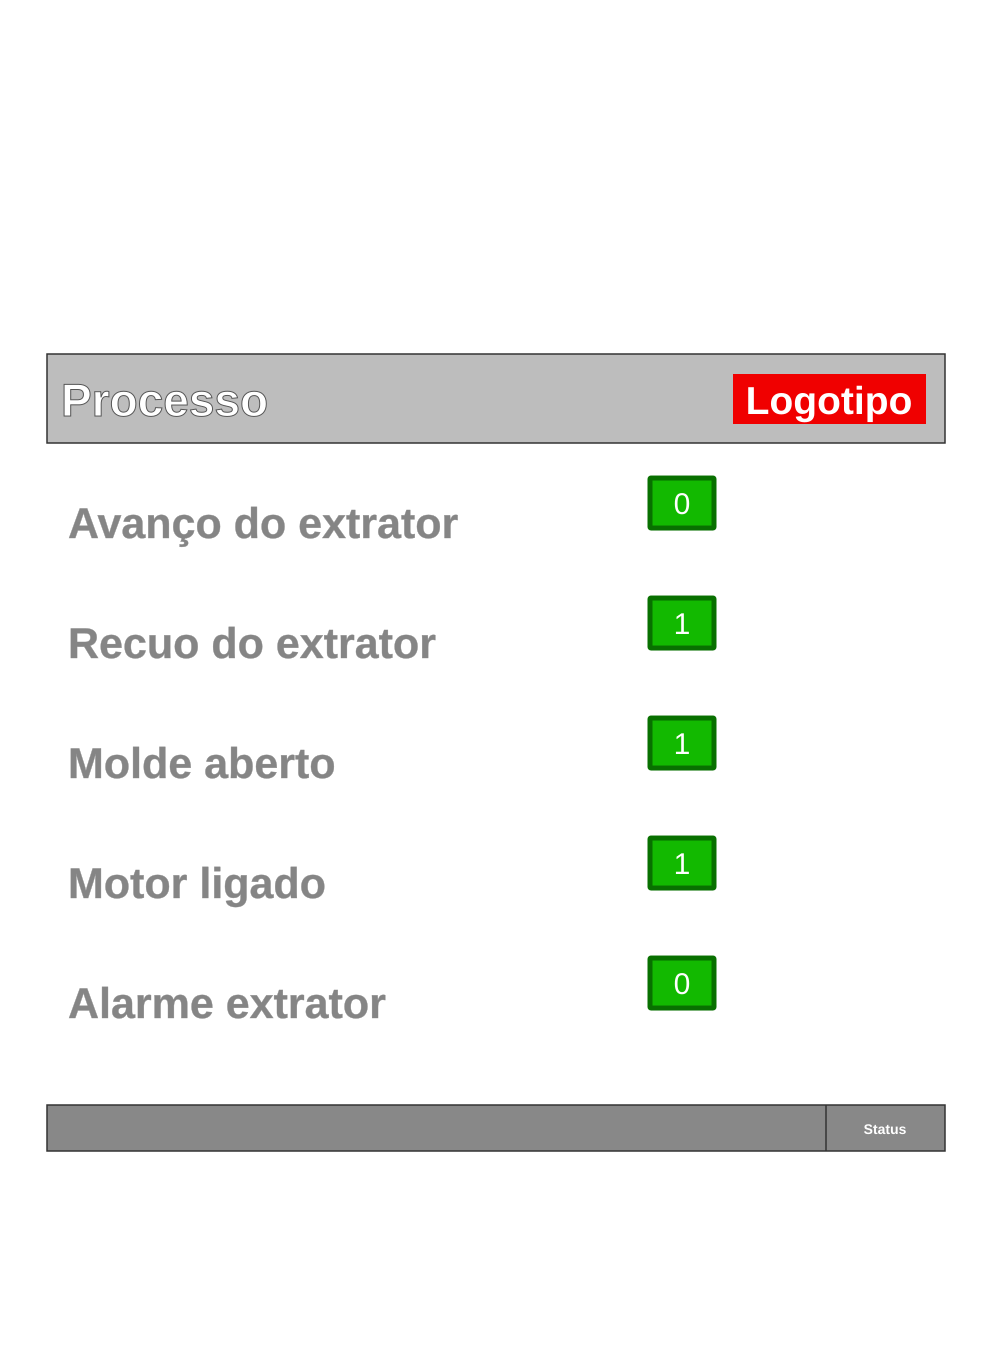 Processo
Logotipo
Avanço do extrator 0
Recuo do extrator 1
Molde aberto 1
Motor ligado 1
Alarme extrator 0
Status